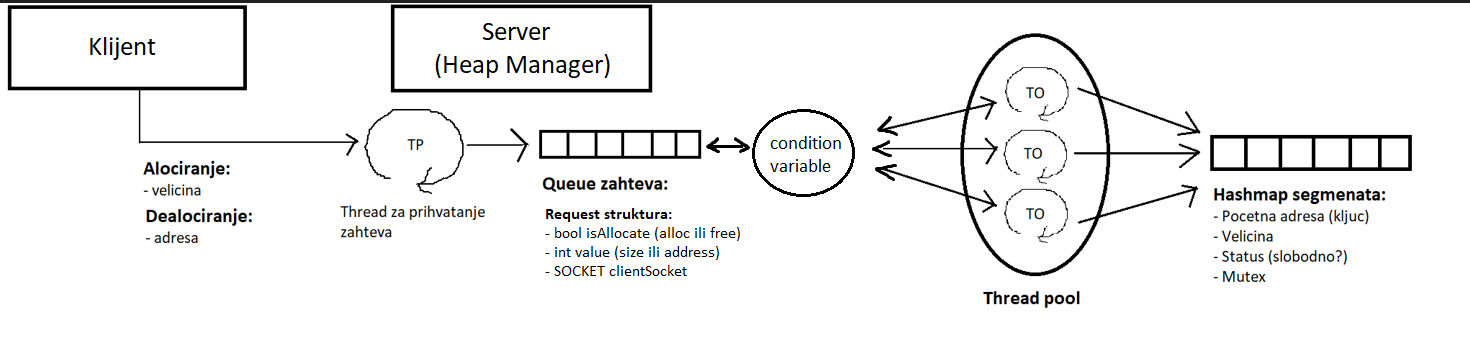 Klijent
Server
(Heap Manager)
TP
condition
variable
TO
TO
TO
Alociranje:
- velicina
Dealociranje:
- adresa
Thread za prihvatanje
zahteva
Queue zahteva:
Request struktura:
- bool isAllocate (alloc ili free)
- int value (size ili address)
- SOCKET clientSocket
Thread pool
Hashmap segmenata:
- Pocetna adresa (kljuc)
- Velicina
- Status (slobodno?)
- Mutex